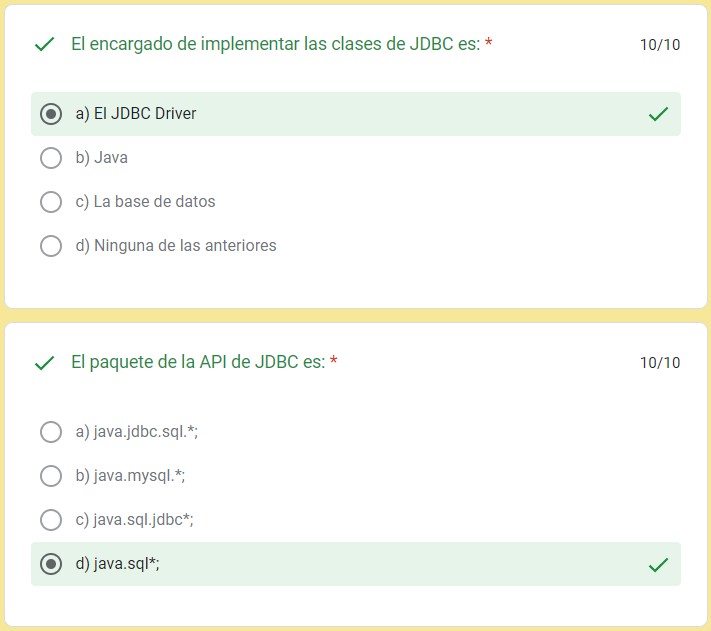 El encargado de implementar las clases de JDBC es: *
10/10
a) El JDBC Driver
b) Java
c) La base de datos
d) Ninguna de las anteriores
El paquete de la API de JDBC es: *
10/10
a) java.jdbc.sql.*;
b) java.mysql.*;
c) java.sql.jdbc*;
d) java.sql*;